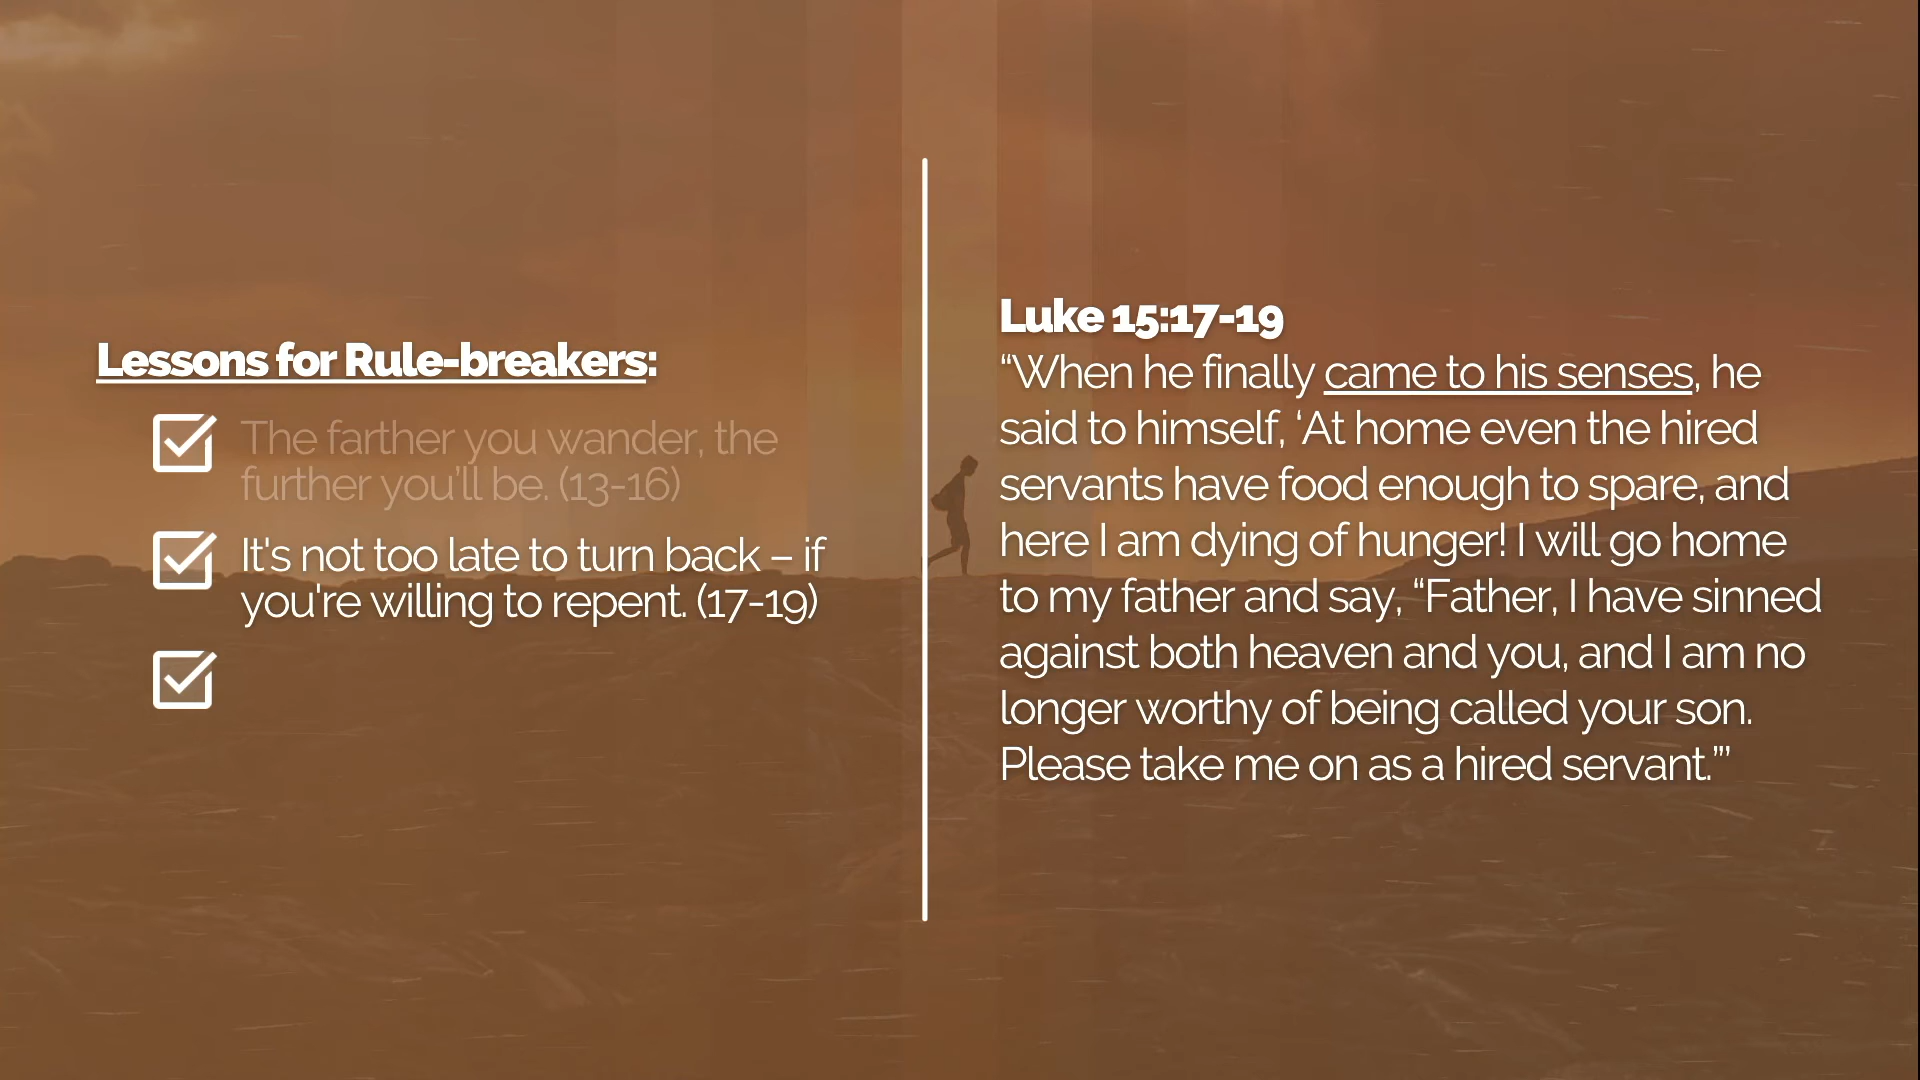 Lessons for Rule-breakers:
The farther you wander, the
further you’ll be. (13-16)
It's not too late to turn back – if
you're willing to repent. (17-19)
Luke 15:17-19
“When he finally came to his senses, he
said to himself, ‘At home even the hired
servants have food enough to spare, and
here I am dying of hunger! I will go home
to my father and say, “Father, I have sinned
against both heaven and you, and I am no
longer worthy of being called your son.
Please take me on as a hired servant.”’